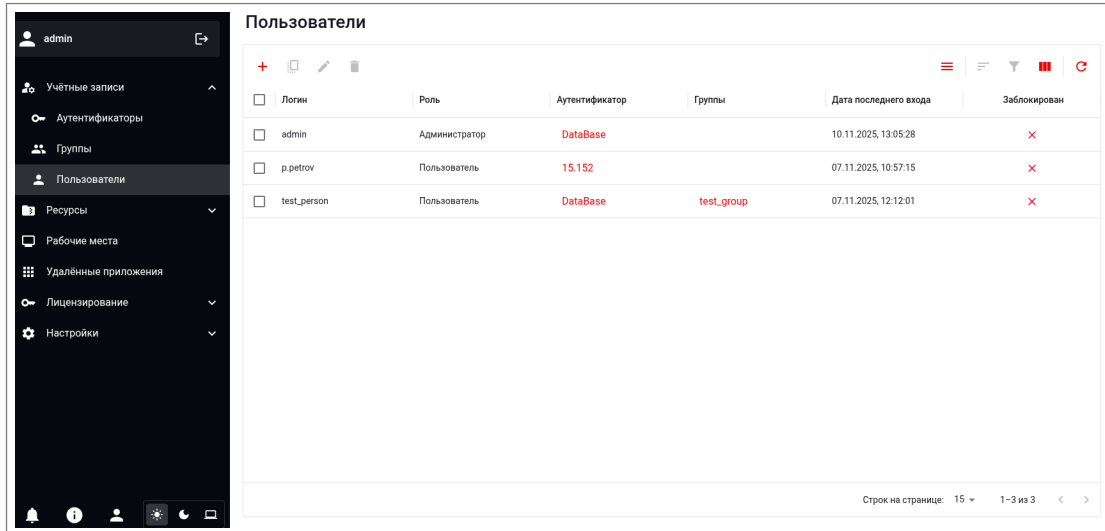 admin
Учётные записи
Аутентификаторы
Группы
Пользователи
Ресурсы
Рабочие места
Удалённые приложения
Лицензирование
Настройки
Пользователи
Логин Роль Аутентификатор Группы Дата последнего входа Заблокирован
admin Администратор DataBase 10.11.2025, 13:05:28
p.petrov Пользователь 15.152 07.11.2025, 10:57:15
test_person Пользователь DataBase test_group 07.11.2025, 12:12:01
Строк на странице: 15 1–3 из 3